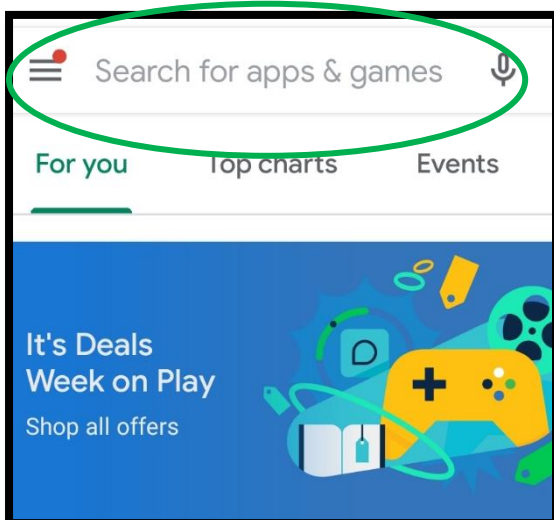 Search for apps & games
For you Top charts Events
It's Deals
Week on Play
Shop all offers